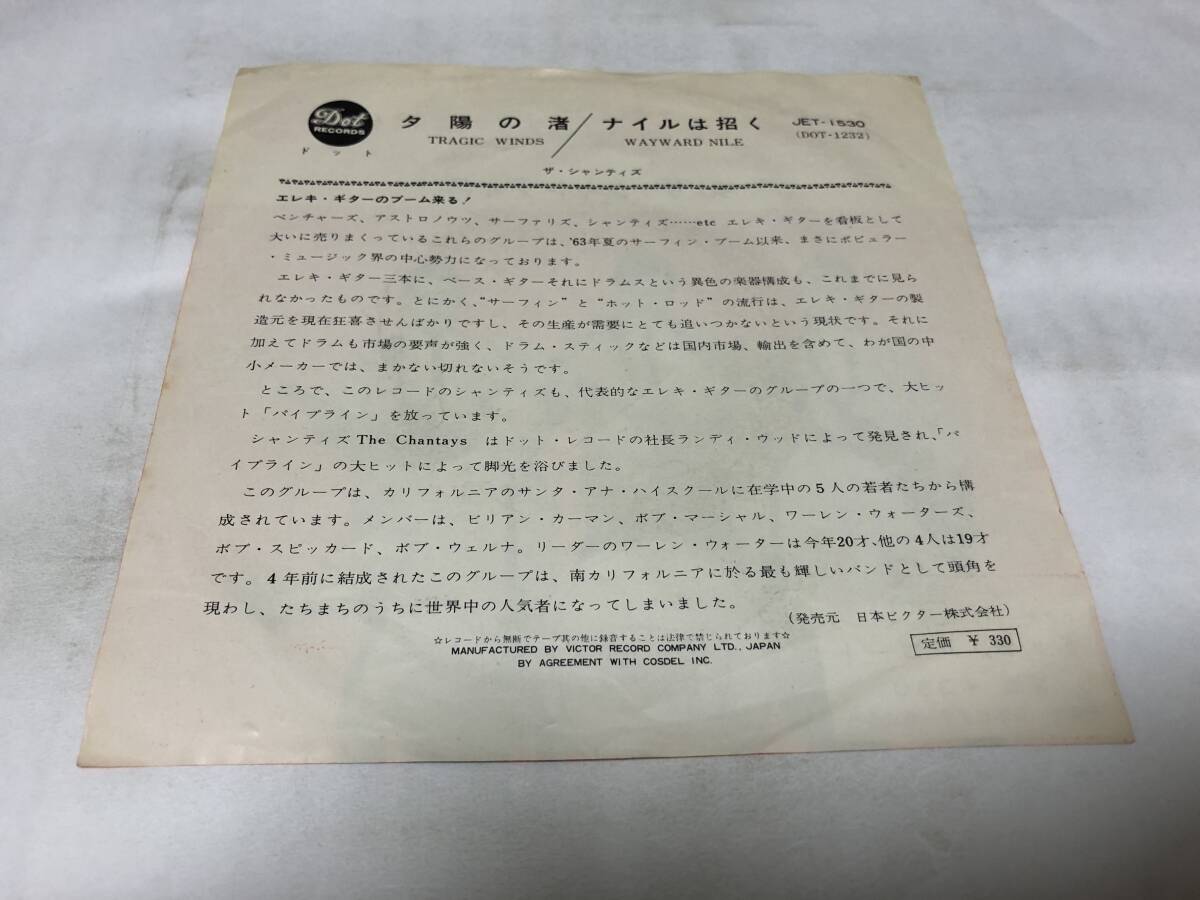 Dot
RECORDS
ドット
夕陽の渚/ナイルは招く JET-1530
TRAGIC WINDS WAYWARD NILE (DOT-1232)
ザ・シャンティズ
エレキ・ギターのブーム来る!
ベンチャーズ、アストロノウツ、サーファリズ、シャンティズ……etc エレキ・ギターを看板として
大いに売りまくっているこれらのグループは、'63年夏のサーフィン・ブーム以来、まさにポピュラー
・ミュージック界の中心勢力になっております。
エレキ・ギター三本に、ベース・ギターそれにドラムスという異色の楽器構成も、これまでに見ら
れなかったものです。とにかく、“サーフィン”と“ホット・ロッド”の流行は、エレキ・ギターの製
造元を現在狂喜させんばかりですし、その生産が需要にとても追いつかないという現状です。それに
加えてドラムも市場の要声が強く、ドラム・スティックなどは国内市場、輸出を含めて、わが国の中
小メーカーでは、まかない切れないそうです。
ところで、このレコードのシャンティズも、代表的なエレキ・ギターのグループの一つで、大ヒッ
ト「パイプライン」を放っています。
シャンティズ The Chantays はドット・レコードの社長ランディ・ウッドによって発見され、「パ
イプライン」の大ヒットによって脚光を浴びました。
このグループは、カリフォルニアのサンタ・アナ・ハイスクールに在学中の5人の若者たちから構
成されています。メンバーは、ビリアン・カーマン、ボブ・マーシャル、ワーレン・ウォーターズ、
ボブ・スピッカード、ボブ・ウェルナ。リーダーのワーレン・ウォーターは今年20才、他の4人は19才
です。4年前に結成されたこのグループは、南カリフォルニアに於る最も輝しいバンドとして頭角を
現わし、たちまちのうちに世界中の人気者になってしまいました。
(発売元 日本ビクター株式会社)
☆レコードから無断でテープ其の他に録音することは法律で禁じられております☆
MANUFACTURED BY VICTOR RECORD COMPANY LTD., JAPAN
BY AGREEMENT WITH COSDEL INC.
定価 ¥ 330